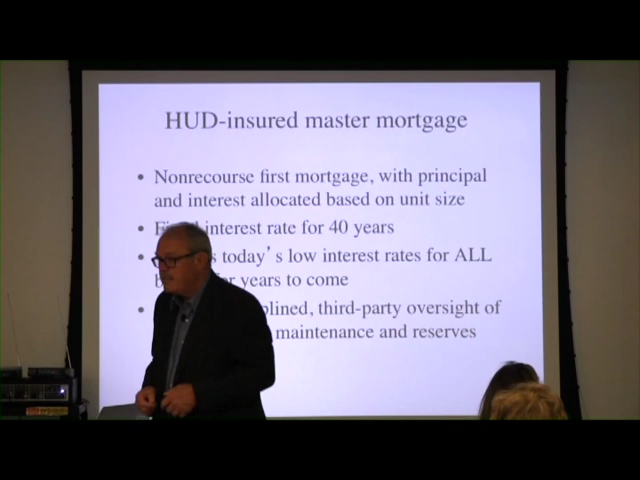 HUD-insured master mortgage
• Nonrecourse first mortgage, with principal
and interest allocated based on unit size
• interest rate for 40 years
• today's low interest rates for ALL
years to come
• third-party oversight of
maintenance and reserves